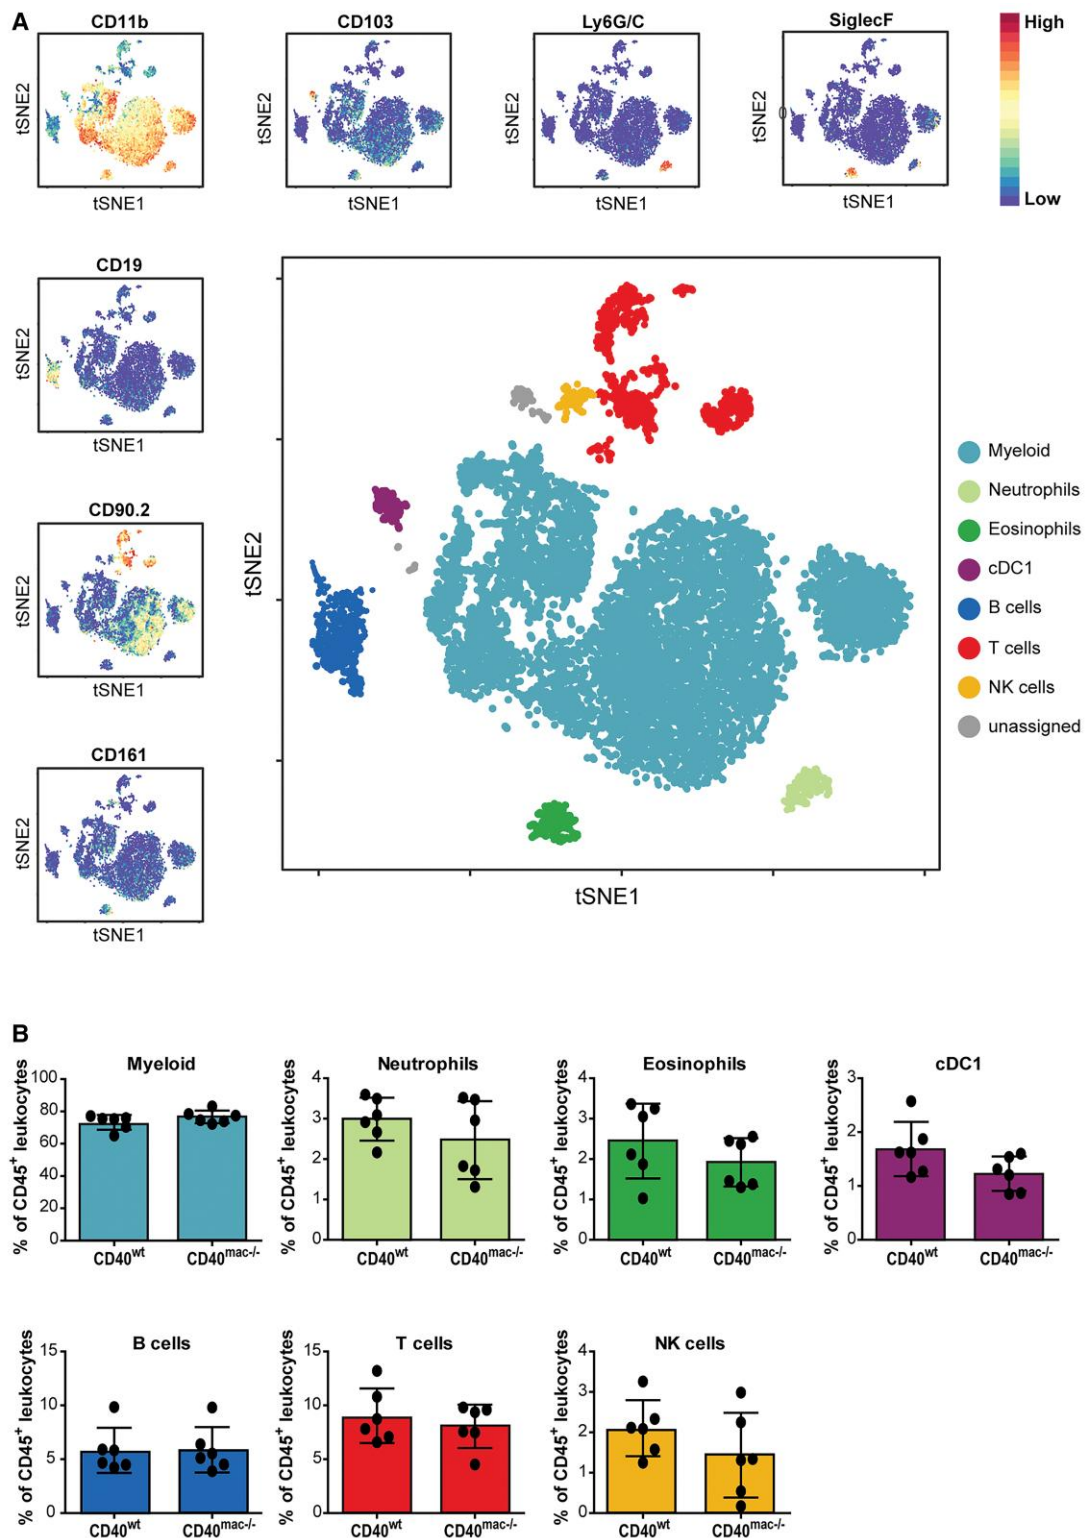 A
CD11b
CD103
Ly6G/C
SiglecF
High
Low
tSNE2
tSNE2
tSNE2
tSNE2
0
tSNE1
tSNE1
tSNE1
tSNE1
CD19
tSNE2
tSNE1
CD90.2
tSNE2
tSNE1
CD161
tSNE2
tSNE1
tSNE2
tSNE1
Myeloid
Neutrophils
Eosinophils
cDC1
B cells
T cells
NK cells
unassigned
B
Myeloid
% of CD45⁺ leukocytes
100
80
60
40
20
0
CD40ʷᵗ CD40ᵐᵃᶜ⁻/⁻
Neutrophils
% of CD45⁺ leukocytes
4
3
2
1
0
CD40ʷᵗ CD40ᵐᵃᶜ⁻/⁻
Eosinophils
% of CD45⁺ leukocytes
4
3
2
1
0
CD40ʷᵗ CD40ᵐᵃᶜ⁻/⁻
cDC1
% of CD45⁺ leukocytes
3
2
1
0
CD40ʷᵗ CD40ᵐᵃᶜ⁻/⁻
B cells
% of CD45⁺ leukocytes
15
10
5
0
CD40ʷᵗ CD40ᵐᵃᶜ⁻/⁻
T cells
% of CD45⁺ leukocytes
15
10
5
0
CD40ʷᵗ CD40ᵐᵃᶜ⁻/⁻
NK cells
% of CD45⁺ leukocytes
4
3
2
1
0
CD40ʷᵗ CD40ᵐᵃᶜ⁻/⁻